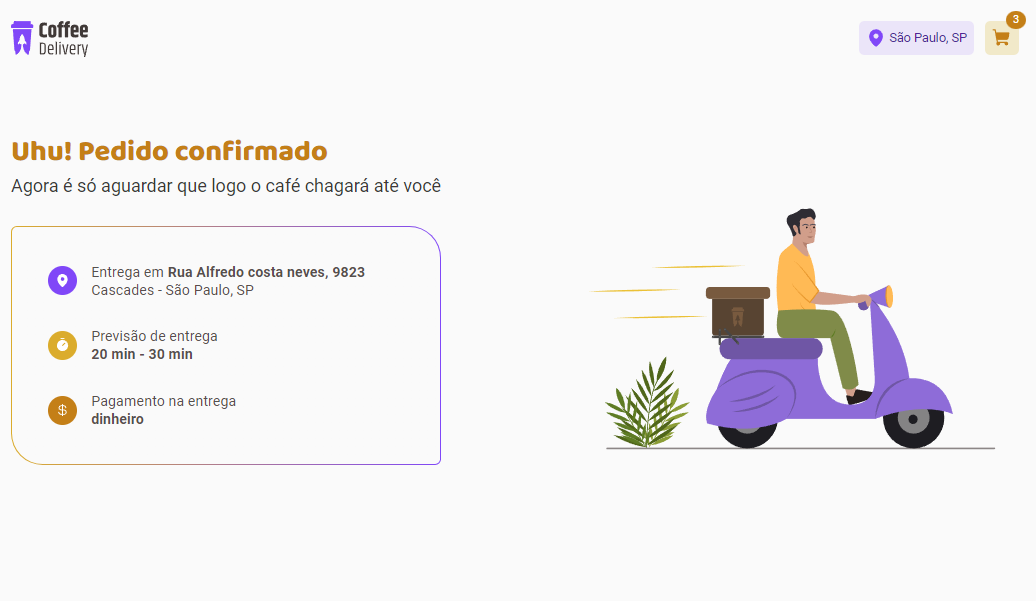 Coffee
Delivery
São Paulo, SP
3
Uhu! Pedido confirmado
Agora é só aguardar que logo o café chagará até você
Entrega em Rua Alfredo costa neves, 9823
Cascades - São Paulo, SP
Previsão de entrega
20 min - 30 min
Pagamento na entrega
dinheiro